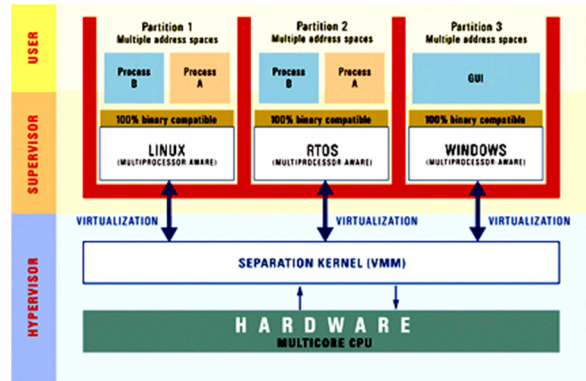 USER
Partition 1
Multiple address spaces
Process
B
Process
A
Partition 2
Multiple address spaces
Process
B
Process
A
Partition 3
Multiple address spaces
GUI
SUPERVISOR
100% binary compatible
LINUX
(MULTIPROCESSOR-AWARE)
100% binary compatible
RTOS
(MULTIPROCESSOR-AWARE)
100% binary compatible
WINDOWS
(MULTIPROCESSOR-AWARE)
HYPERVISOR
VIRTUALIZATION
VIRTUALIZATION
VIRTUALIZATION
SEPARATION KERNEL (VMM)
HARDWARE
MULTICORE CPU